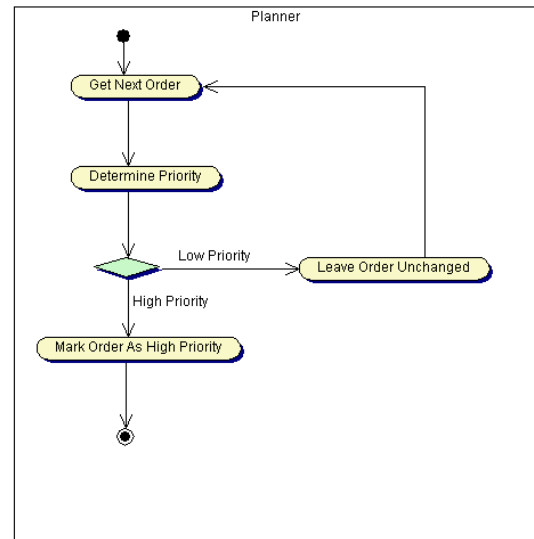 Planner
Get Next Order
Determine Priority
Low Priority
Leave Order Unchanged
High Priority
Mark Order As High Priority